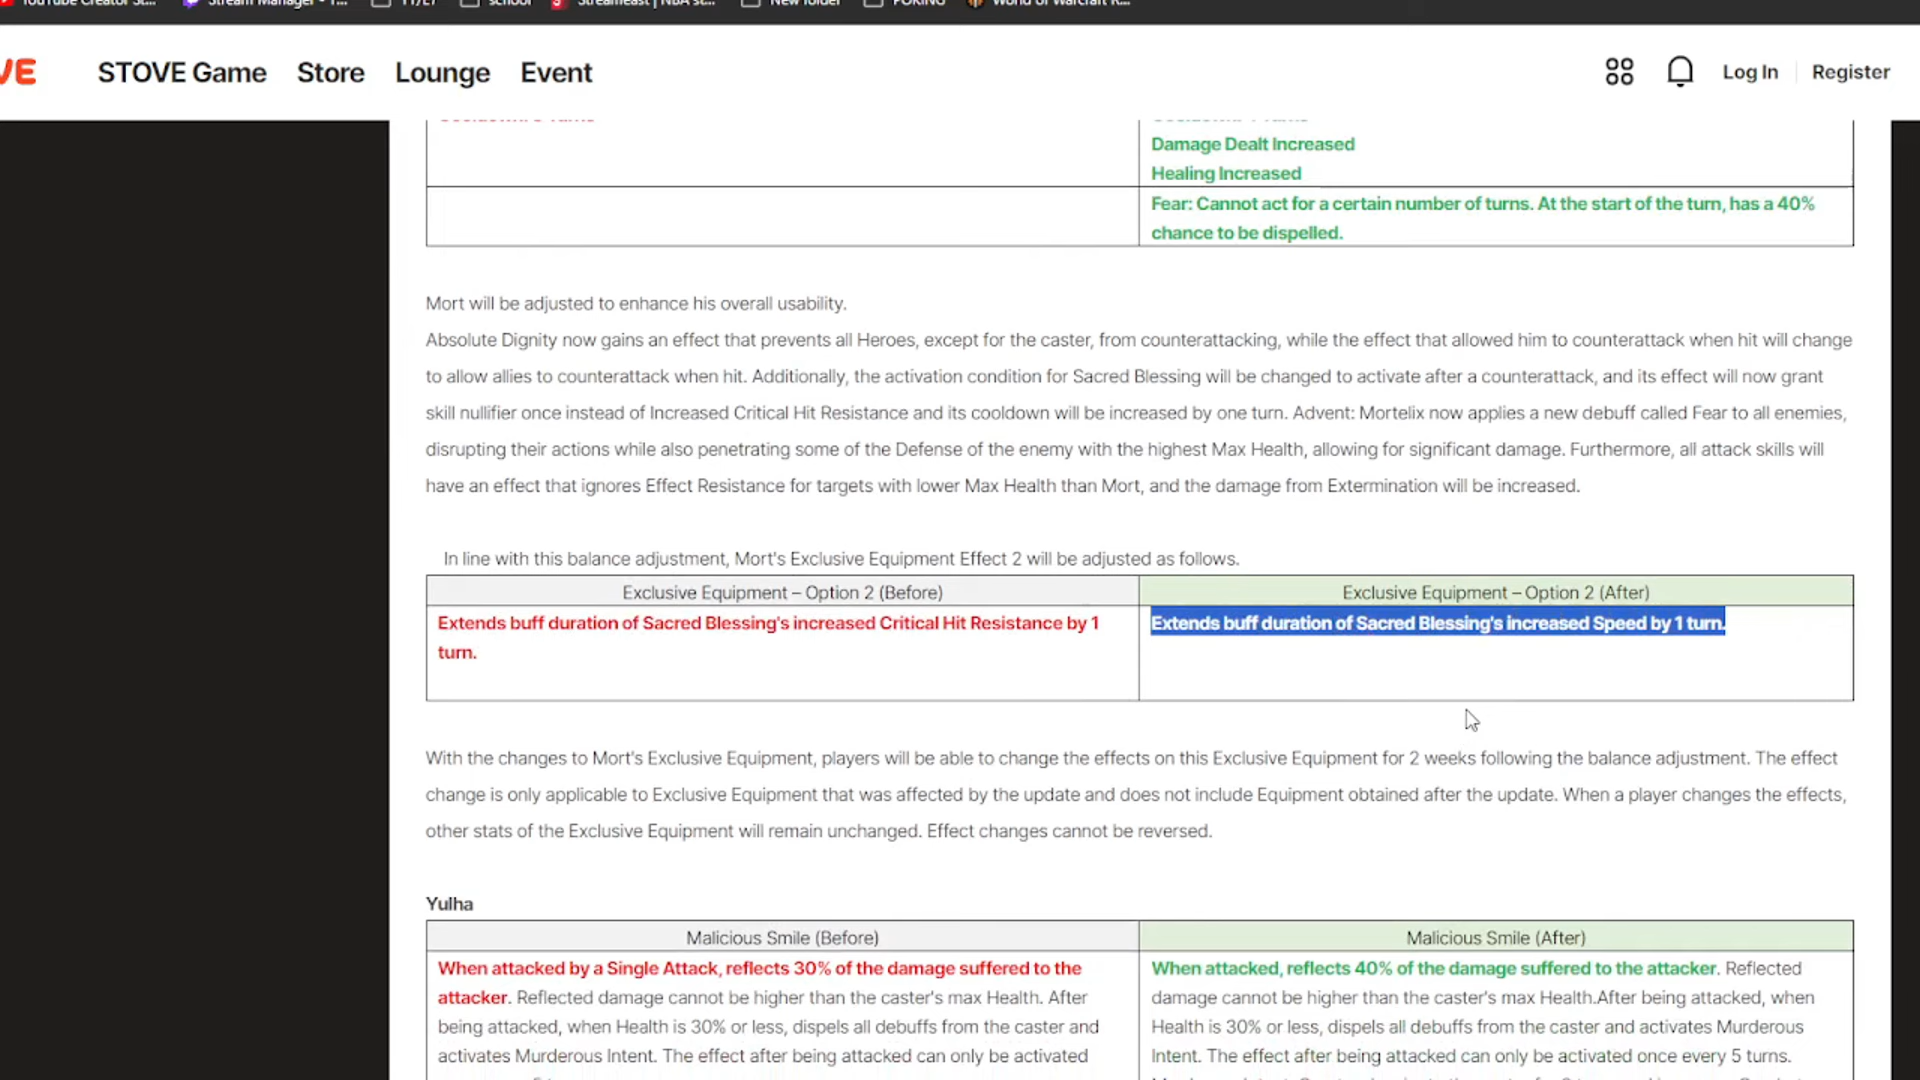 STOVE Game Store Lounge Event Log In Register
Damage Dealt Increased
Healing Increased
Fear: Cannot act for a certain number of turns. At the start of the turn, has a 40%
chance to be dispelled.
Mort will be adjusted to enhance his overall usability.
Absolute Dignity now gains an effect that prevents all Heroes, except for the caster, from counterattacking, while the effect that allowed him to counterattack when hit will change
to allow allies to counterattack when hit. Additionally, the activation condition for Sacred Blessing will be changed to activate after a counterattack, and its effect will now grant
skill nullifier once instead of Increased Critical Hit Resistance and its cooldown will be increased by one turn. Advent: Mortelix now applies a new debuff called Fear to all enemies,
disrupting their actions while also penetrating some of the Defense of the enemy with the highest Max Health, allowing for significant damage. Furthermore, all attack skills will
have an effect that ignores Effect Resistance for targets with lower Max Health than Mort, and the damage from Extermination will be increased.
In line with this balance adjustment, Mort's Exclusive Equipment Effect 2 will be adjusted as follows.
Exclusive Equipment – Option 2 (Before)
Exclusive Equipment – Option 2 (After)
Extends buff duration of Sacred Blessing's increased Critical Hit Resistance by 1
turn.
Extends buff duration of Sacred Blessing's increased Speed by 1 turn.
With the changes to Mort's Exclusive Equipment, players will be able to change the effects on this Exclusive Equipment for 2 weeks following the balance adjustment. The effect
change is only applicable to Exclusive Equipment that was affected by the update and does not include Equipment obtained after the update. When a player changes the effects,
other stats of the Exclusive Equipment will remain unchanged. Effect changes cannot be reversed.
Yulha
Malicious Smile (Before)
Malicious Smile (After)
When attacked by a Single Attack, reflects 30% of the damage suffered to the
attacker. Reflected damage cannot be higher than the caster's max Health. After
being attacked, when Health is 30% or less, dispels all debuffs from the caster and
activates Murderous Intent. The effect after being attacked can only be activated
When attacked, reflects 40% of the damage suffered to the attacker. Reflected
damage cannot be higher than the caster's max Health.After being attacked, when
Health is 30% or less, dispels all debuffs from the caster and activates Murderous
Intent. The effect after being attacked can only be activated once every 5 turns.